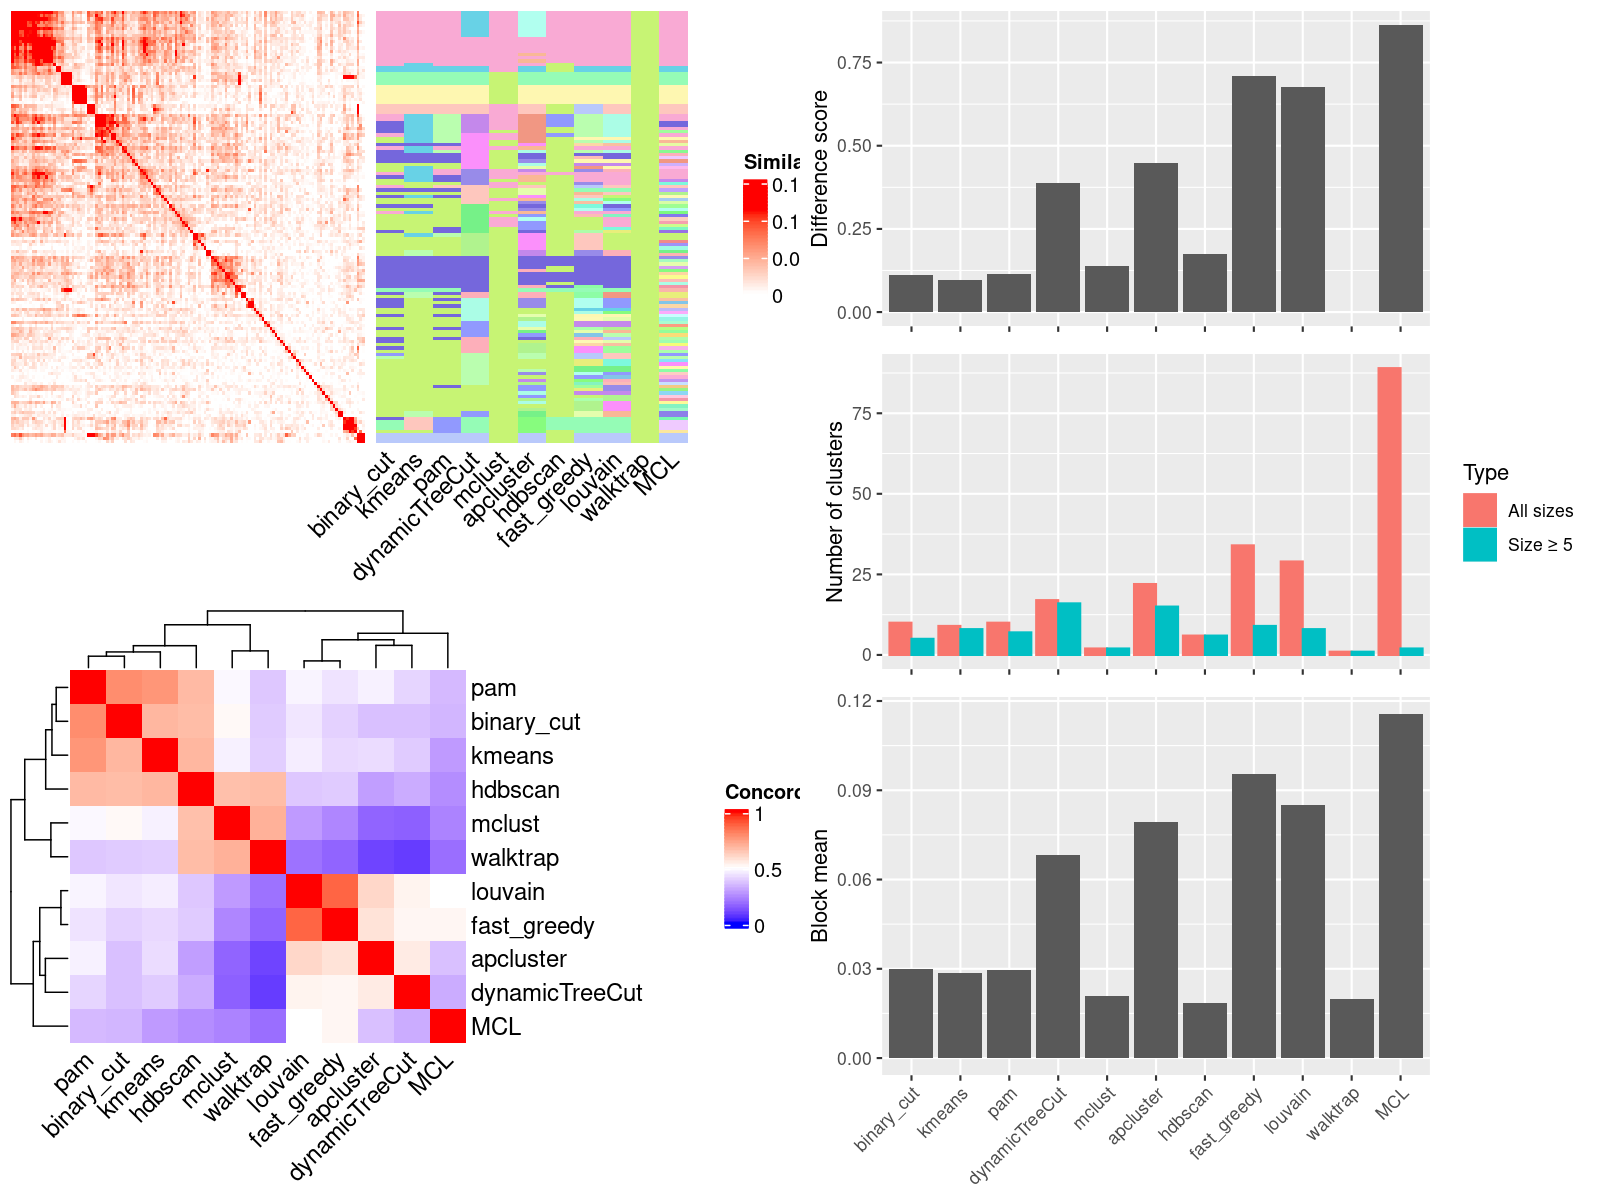 Simila
0.1
0.1
0.0
0
binary_cut
kmeans
pam
dynamicTreeCut
mclust
apcluster
hdbscan
fast_greedy
louvain
walktrap
MCL
pam
binary_cut
kmeans
hdbscan
mclust
walktrap
louvain
fast_greedy
apcluster
dynamicTreeCut
MCL
pam
binary_cut
kmeans
hdbscan
mclust
walktrap
louvain
fast_greedy
apcluster
dynamicTreeCut
MCL
Concord
1
0.5
0
Difference score
0.75
0.50
0.25
0.00
Number of clusters
75
50
25
0
Type
All sizes
Size ≥ 5
Block mean
0.12
0.09
0.06
0.03
0.00
binary_cut
kmeans
pam
dynamicTreeCut
mclust
apcluster
hdbscan
fast_greedy
louvain
walktrap
MCL